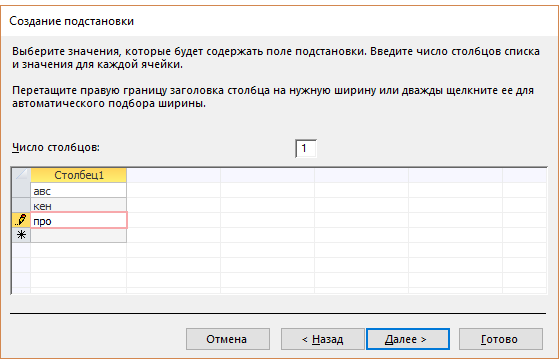 Создание подстановки
Выберите значения, которые будет содержать поле подстановки. Введите число столбцов списка
и значения для каждой ячейки.
Перетащите правую границу заголовка столбца на нужную ширину или дважды щелкните ее для
автоматического подбора ширины.
Число столбцов: 1
Столбец1
авс
кен
про
Отмена < Назад Далее > Готово